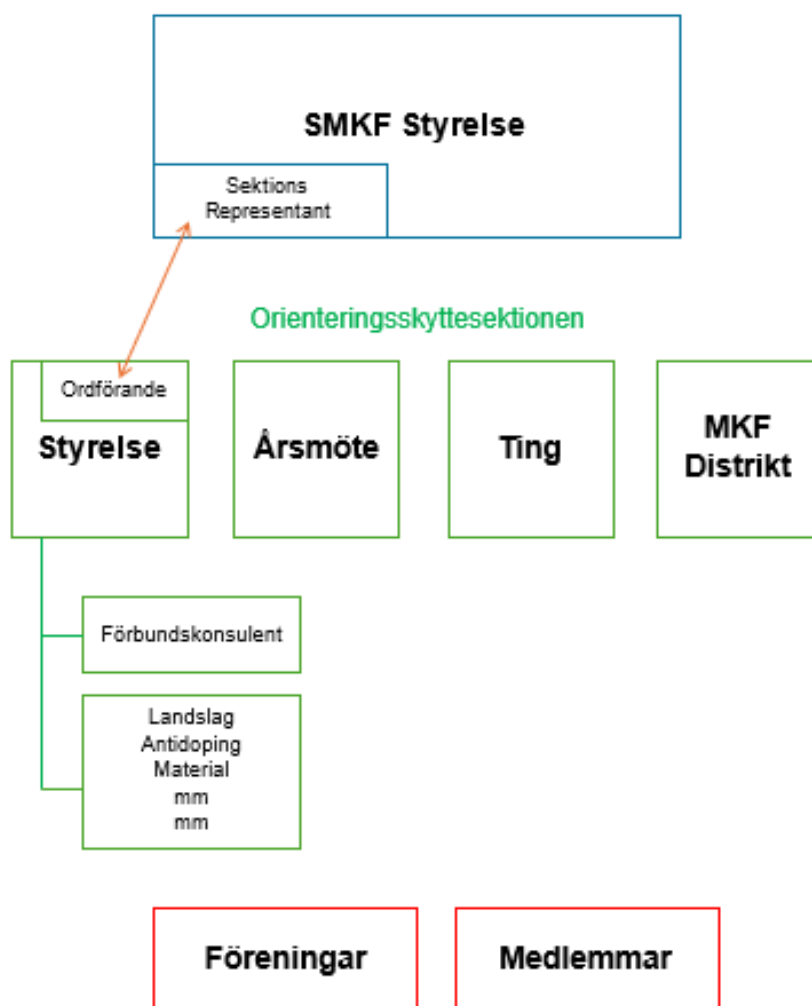 SMKF Styrelse
Sektions
Representant
Orienteringsskyttesektionen
Ordförande
Styrelse
Årsmöte
Ting
MKF
Distrikt
Förbundskonsulent
Landslag
Antidoping
Material
mm
mm
Föreningar
Medlemmar